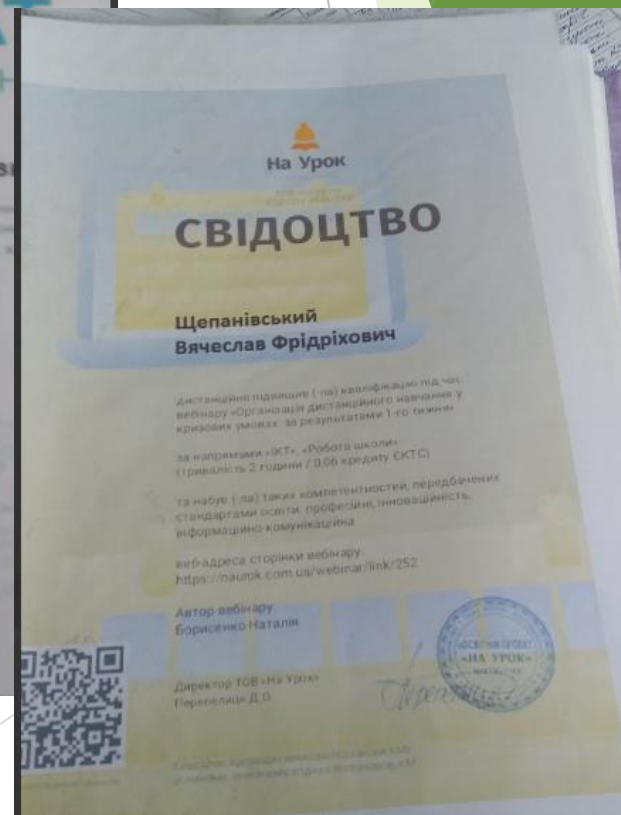 На Урок
СВІДОЦТВО
Щепанівський
Вячеслав Фрідріхович
дистанційно підвищив (-ла) кваліфікацію під час
вебінару «Організація дистанційного навчання у
кризових умовах: за результатами 1-го тижня»
за напрямами «ІКТ», «Робота школи»
(тривалість 2 години / 0,06 кредиту ЄКТС)
та набув (-ла) таких компетентностей, передбачених
стандартами освіти: професійні, інноваційність,
інформаційно-комунікаційна
веб-адреса сторінки вебінару:
https://naurok.com.ua/webinar/link/252
Автор вебінару
Борисенко Наталія
Директор ТОВ «На Урок»
Перепелиця Д.О.
ОСВІТНІЙ ПРОЕКТ
«НА УРОК»